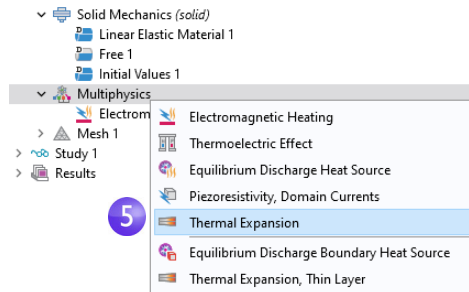 Solid Mechanics (solid)
Linear Elastic Material 1
Free 1
Initial Values 1
Multiphysics
Electrom
Mesh 1
Study 1
Results
Electromagnetic Heating
Thermoelectric Effect
Equilibrium Discharge Heat Source
Piezoresistivity, Domain Currents
5
Thermal Expansion
Equilibrium Discharge Boundary Heat Source
Thermal Expansion, Thin Layer